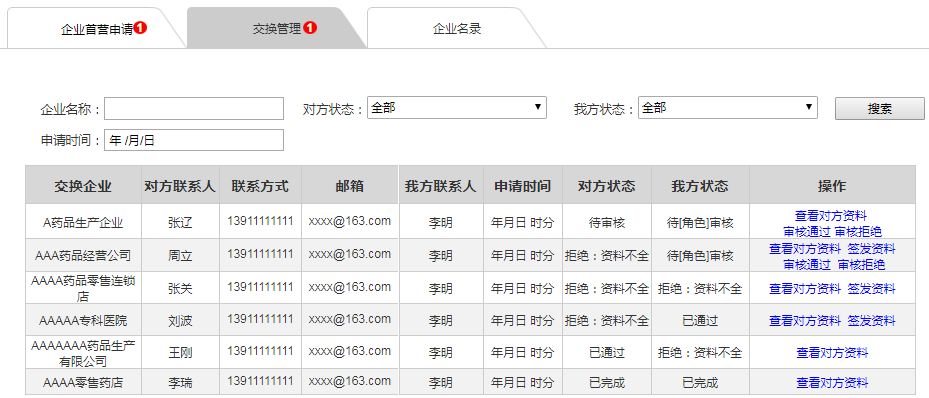 企业首营申请 1 交换管理 1 企业名录
企业名称： 对方状态： 全部 我方状态： 全部 搜索
申请时间： 年 /月/日
交换企业 对方联系人 联系方式 邮箱 我方联系人 申请时间 对方状态 我方状态 操作
A药品生产企业 张辽 13911111111 xxxx@163.com 李明 年月日 时分 待审核 待[角色]审核 查看对方资料
审核通过 审核拒绝
AAA药品经营公司 周立 13911111111 xxxx@163.com 李明 年月日 时分 拒绝：资料不全 待[角色]审核 查看对方资料 签发资料
审核通过 审核拒绝
AAAA药品零售连锁
店 张关 13911111111 xxxx@163.com 李明 年月日 时分 拒绝：资料不全 拒绝：资料不全 查看对方资料 签发资料
AAAAA专科医院 刘波 13911111111 xxxx@163.com 李明 年月日 时分 拒绝：资料不全 已通过 查看对方资料 签发资料
AAAAAAA药品生产
有限公司 王刚 13911111111 xxxx@163.com 李明 年月日 时分 已通过 拒绝：资料不全 查看对方资料
AAAA零售药店 李瑞 13911111111 xxxx@163.com 李明 年月日 时分 已完成 已完成 查看对方资料